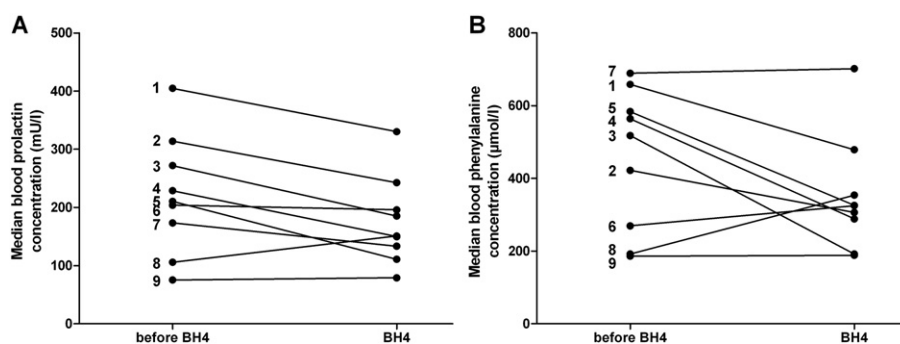 A
Median blood prolactin
concentration (mU/l)
500
400
300
200
100
0
1
2
3
4
5
6
7
8
9
before BH4
BH4
B
Median blood phenylalanine
concentration (µmol/l)
800
600
400
200
0
7
1
5
4
3
2
6
8
9
before BH4
BH4